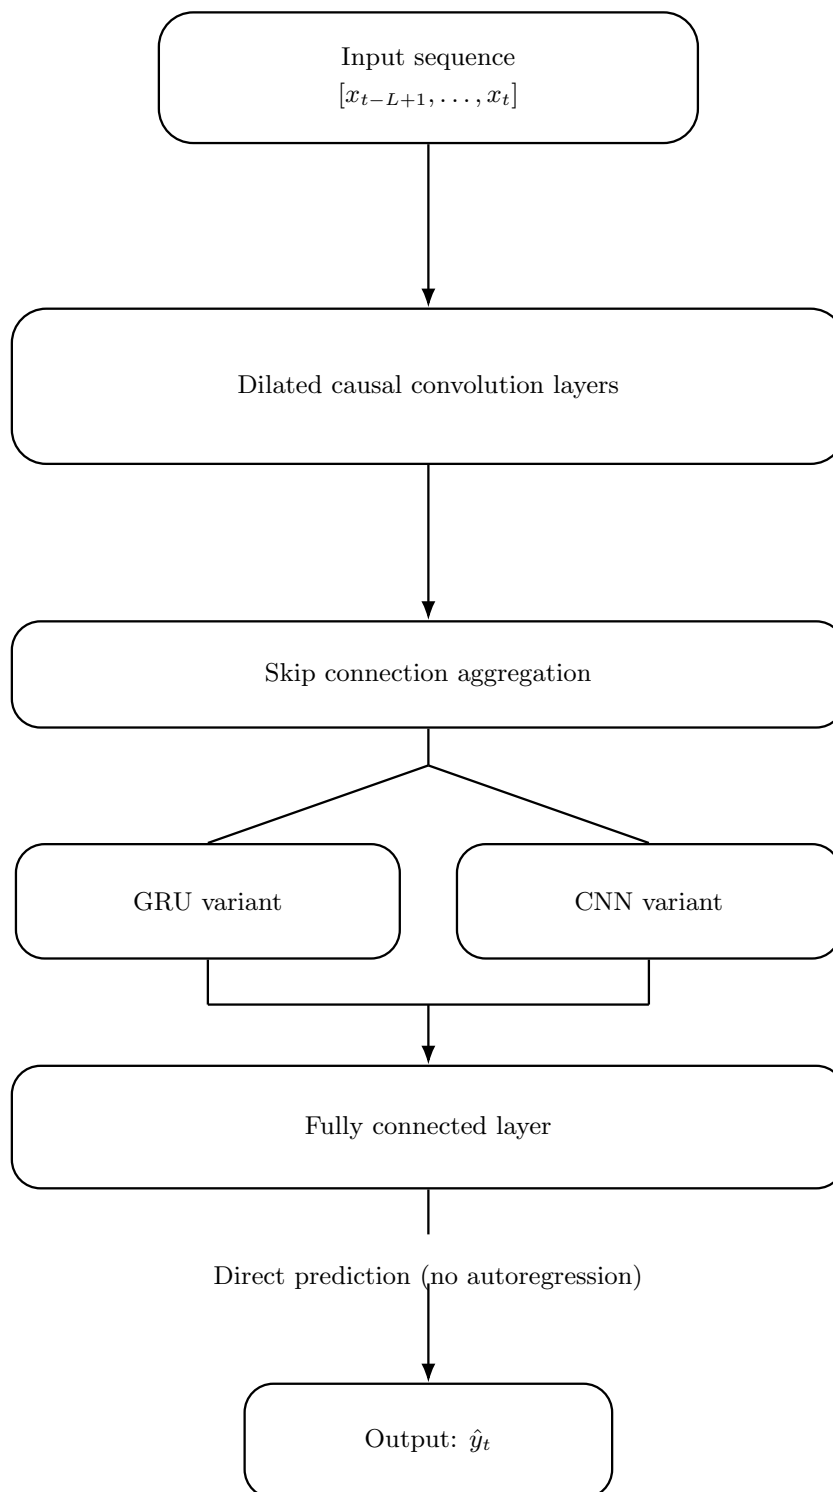 Input sequence
[x_{t−L+1}, . . . , x_t]
Dilated causal convolution layers
Skip connection aggregation
GRU variant
CNN variant
Fully connected layer
Direct prediction (no autoregression)
Output: ŷ_t